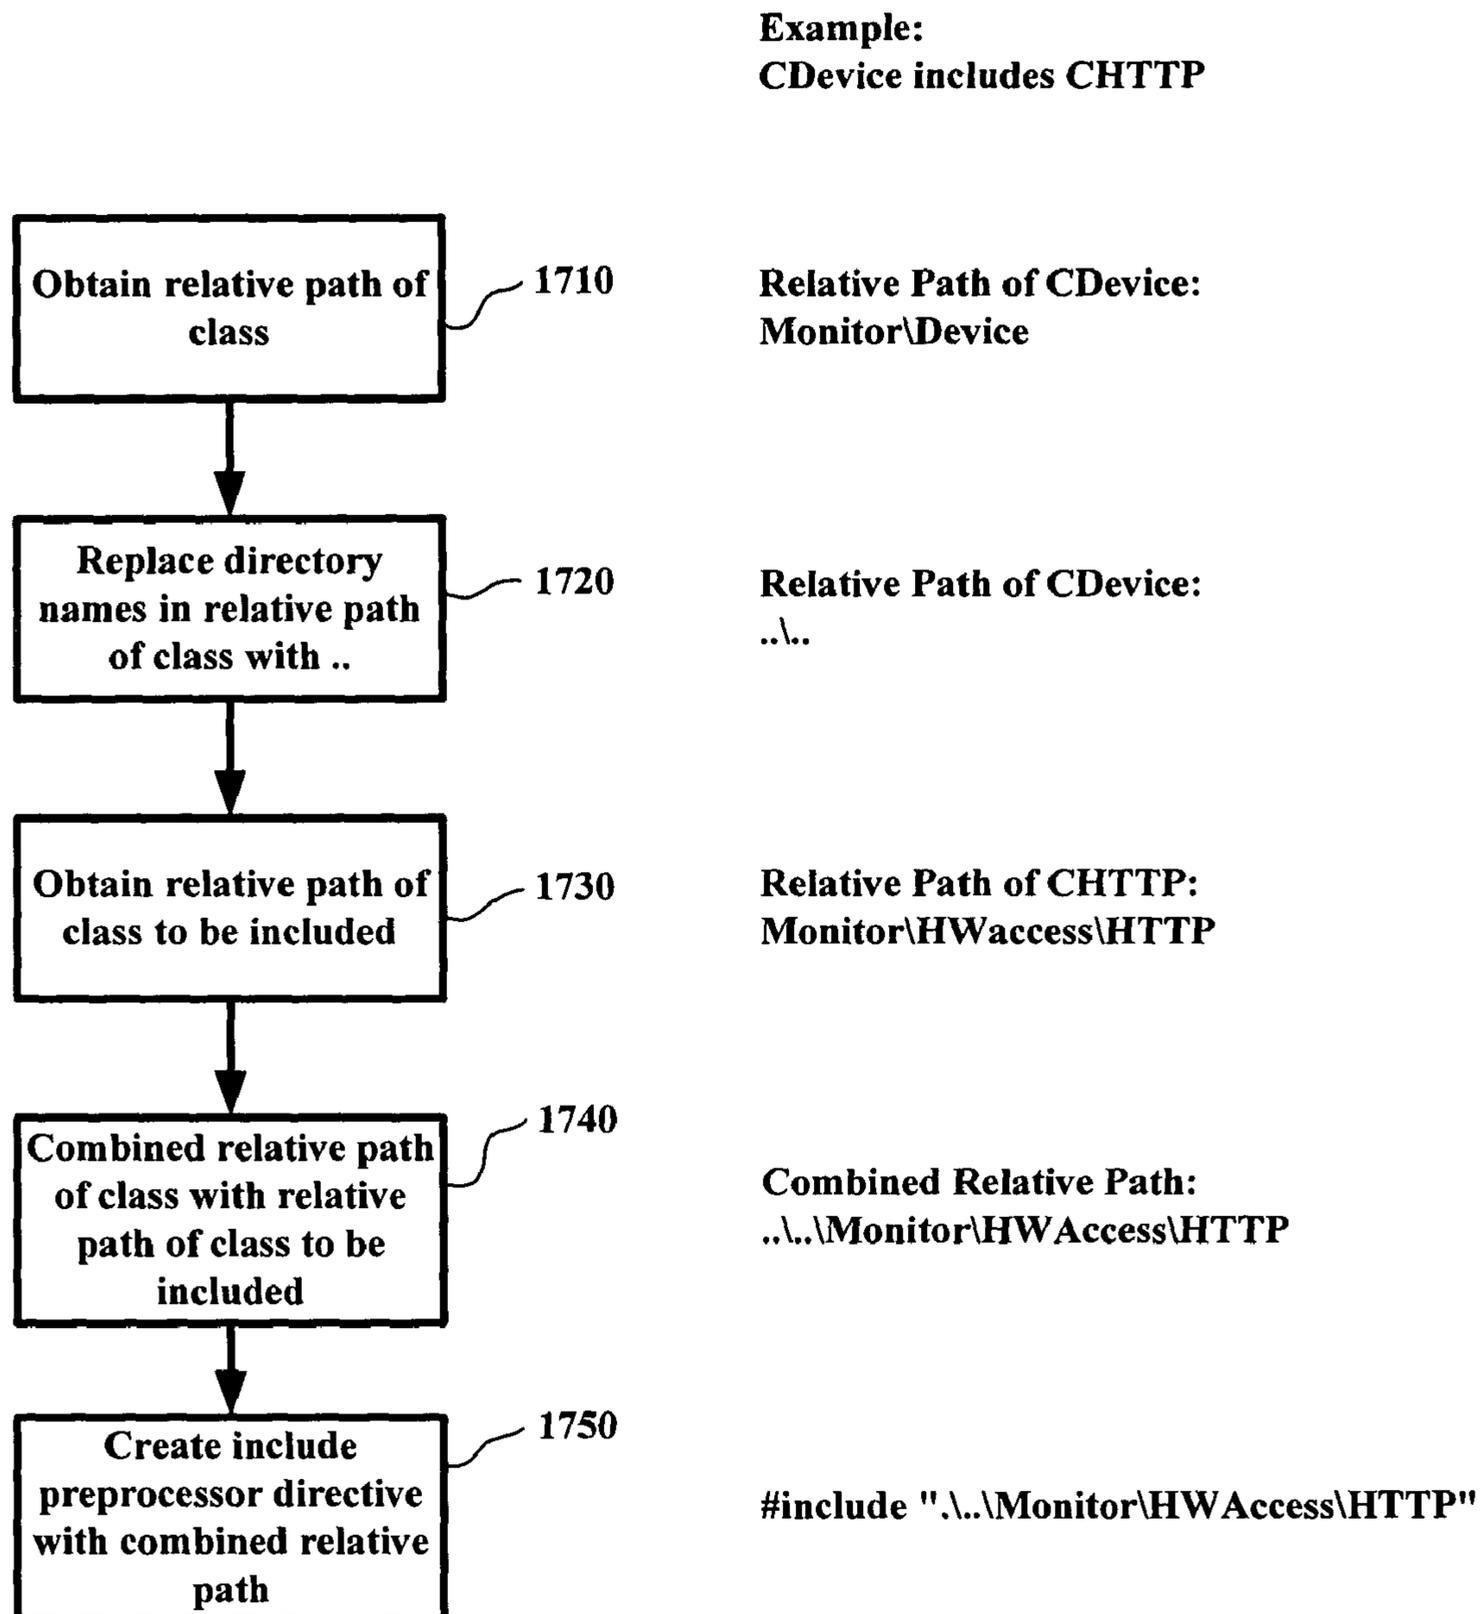 Example:
CDevice includes CHTTP
Obtain relative path of
class
1710
Relative Path of CDevice:
Monitor\Device
Replace directory
names in relative path
of class with ..
1720
Relative Path of CDevice:
..\..
Obtain relative path of
class to be included
1730
Relative Path of CHTTP:
Monitor\HWaccess\HTTP
Combined relative path
of class with relative
path of class to be
included
1740
Combined Relative Path:
..\..\Monitor\HWAccess\HTTP
Create include
preprocessor directive
with combined relative
path
1750
#include ".\..\Monitor\HWAccess\HTTP"